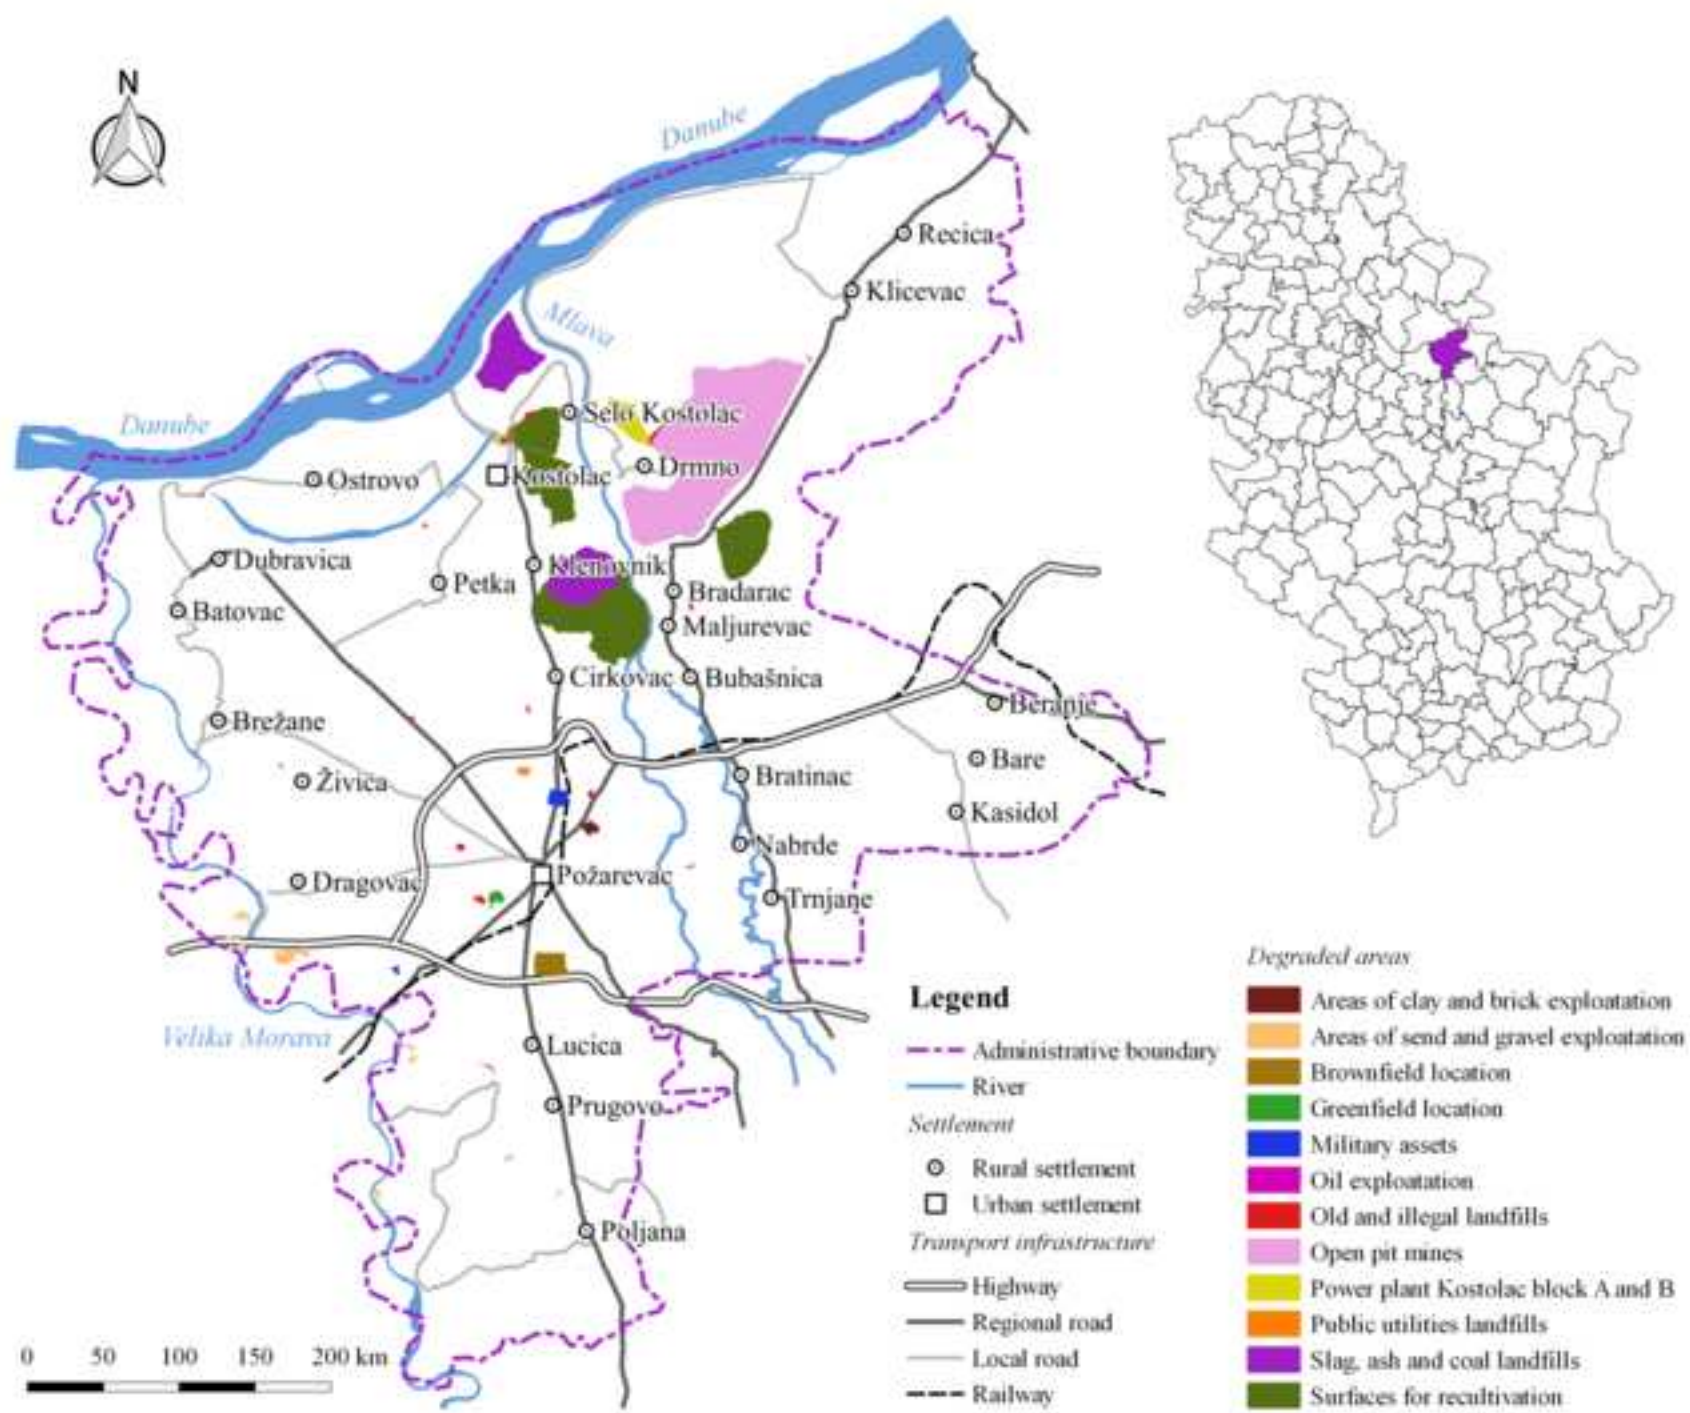 N
Danube
Recica
Klicevac
Mlava
Selo Kostolac
Danube
Drmno
Ostrovo
Kostolac
Dubravica
Klenovnik
Petka
Bradarac
Batovac
Maljurevac
Cirkovac
Bubašnica
Beranje
Brežane
Bare
Živica
Bratinac
Kasidol
Nabrde
Požarevac
Dragovac
Trnjane
Velika Morava
Lucica
Prugovo
Poljana
0 50 100 150 200 km
Legend
Administrative boundary
River
Settlement
Rural settlement
Urban settlement
Transport infrastructure
Highway
Regional road
Local road
Railway
Degraded areas
Areas of clay and brick exploatation
Areas of send and gravel exploatation
Brownfield location
Greenfield location
Military assets
Oil exploatation
Old and illegal landfills
Open pit mines
Power plant Kostolac block A and B
Public utilities landfills
Slag, ash and coal landfills
Surfaces for recultivation